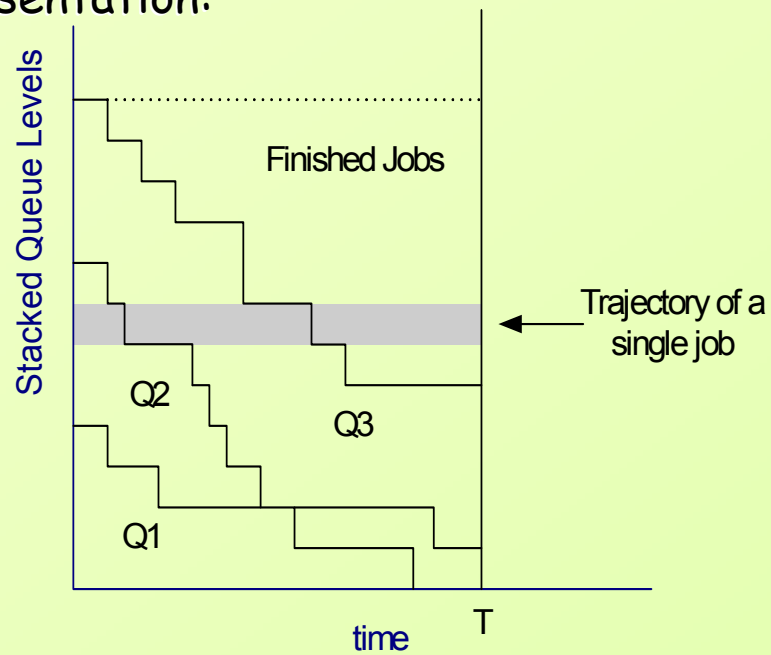 Stacked Queue Levels
Finished Jobs
Trajectory of a
single job
Q2
Q3
Q1
T
time